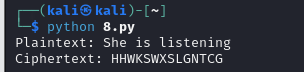 ┌──(kali㉿kali)-[~]
└─$ python 8.py
Plaintext: She is listening
Ciphertext: HHWKSWXSLGNTCG